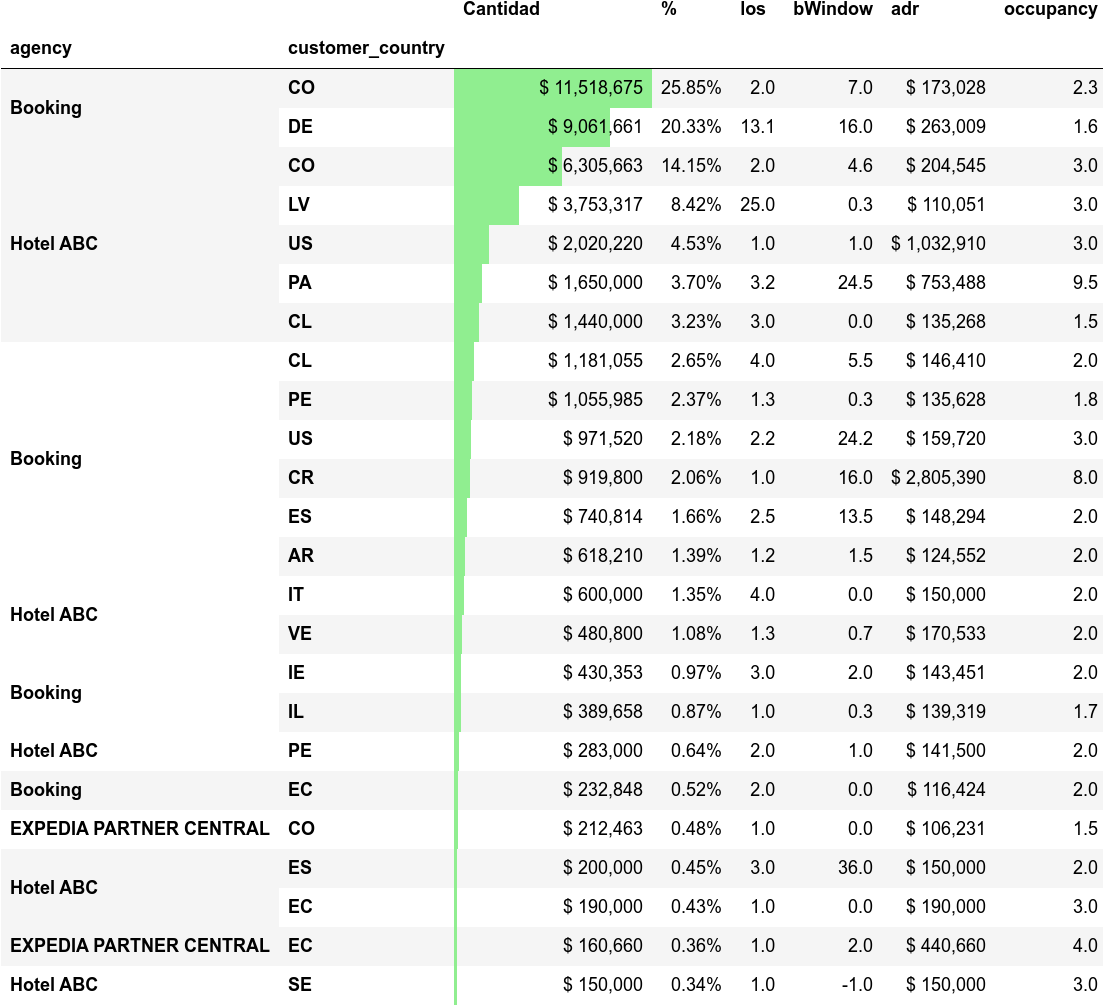 Cantidad % los bWindow adr occupancy
agency customer_country
Booking CO $ 11,518,675 25.85% 2.0 7.0 $ 173,028 2.3
DE $ 9,061,661 20.33% 13.1 16.0 $ 263,009 1.6
Hotel ABC CO $ 6,305,663 14.15% 2.0 4.6 $ 204,545 3.0
LV $ 3,753,317 8.42% 25.0 0.3 $ 110,051 3.0
US $ 2,020,220 4.53% 1.0 1.0 $ 1,032,910 3.0
PA $ 1,650,000 3.70% 3.2 24.5 $ 753,488 9.5
CL $ 1,440,000 3.23% 3.0 0.0 $ 135,268 1.5
Booking CL $ 1,181,055 2.65% 4.0 5.5 $ 146,410 2.0
PE $ 1,055,985 2.37% 1.3 0.3 $ 135,628 1.8
US $ 971,520 2.18% 2.2 24.2 $ 159,720 3.0
CR $ 919,800 2.06% 1.0 16.0 $ 2,805,390 8.0
ES $ 740,814 1.66% 2.5 13.5 $ 148,294 2.0
AR $ 618,210 1.39% 1.2 1.5 $ 124,552 2.0
Hotel ABC IT $ 600,000 1.35% 4.0 0.0 $ 150,000 2.0
VE $ 480,800 1.08% 1.3 0.7 $ 170,533 2.0
Booking IE $ 430,353 0.97% 3.0 2.0 $ 143,451 2.0
IL $ 389,658 0.87% 1.0 0.3 $ 139,319 1.7
Hotel ABC PE $ 283,000 0.64% 2.0 1.0 $ 141,500 2.0
Booking EC $ 232,848 0.52% 2.0 0.0 $ 116,424 2.0
EXPEDIA PARTNER CENTRAL CO $ 212,463 0.48% 1.0 0.0 $ 106,231 1.5
Hotel ABC ES $ 200,000 0.45% 3.0 36.0 $ 150,000 2.0
EC $ 190,000 0.43% 1.0 0.0 $ 190,000 3.0
EXPEDIA PARTNER CENTRAL EC $ 160,660 0.36% 1.0 2.0 $ 440,660 4.0
Hotel ABC SE $ 150,000 0.34% 1.0 -1.0 $ 150,000 3.0